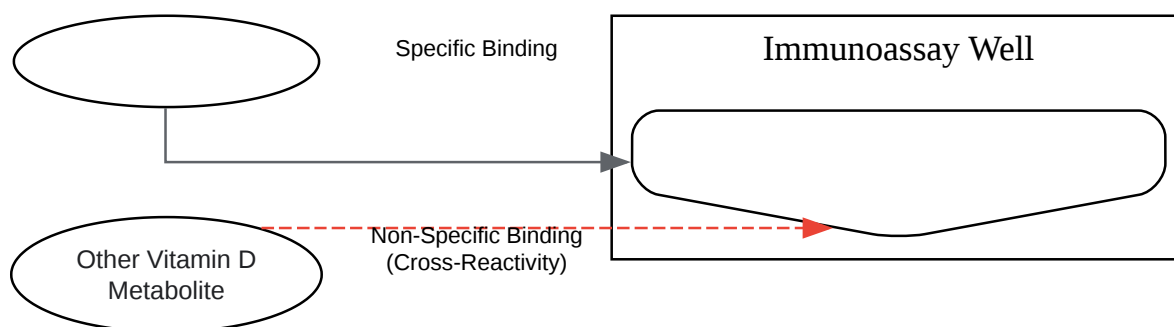 Specific Binding
Immunoassay Well
Non-Specific Binding
(Cross-Reactivity)
Other Vitamin D
Metabolite